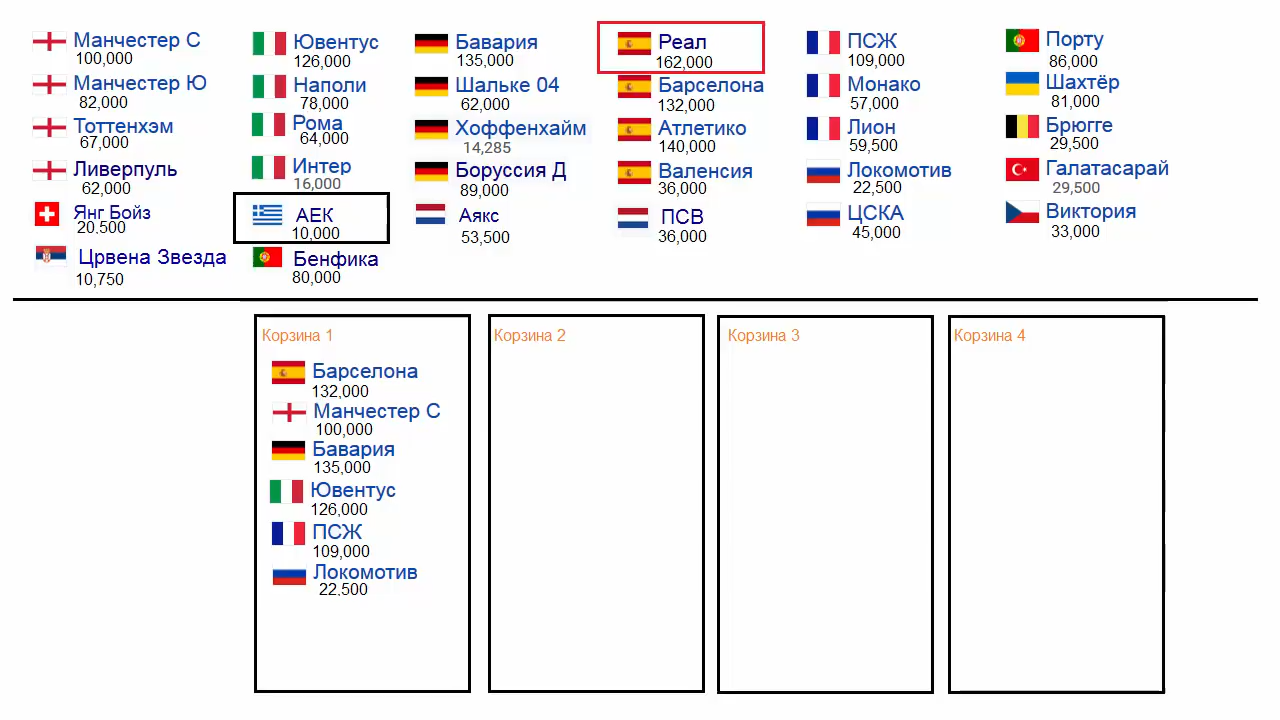 Манчестер С
100,000
Манчестер Ю
82,000
Тоттенхэм
67,000
Ливерпуль
62,000
Янг Бойз
20,500
Црвена Звезда
10,750
Ювентус
126,000
Наполи
78,000
Рома
64,000
Интер
16,000
АЕК
10,000
Бенфика
80,000
Бавария
135,000
Шальке 04
62,000
Хоффенхайм
14,285
Боруссия Д
89,000
Аякс
53,500
Реал
162,000
Барселона
132,000
Атлетико
140,000
Валенсия
36,000
ПСВ
36,000
ПСЖ
109,000
Монако
57,000
Лион
59,500
Локомотив
22,500
ЦСКА
45,000
Порту
86,000
Шахтёр
81,000
Брюгге
29,500
Галатасарай
29,500
Виктория
33,000
Корзина 1
Барселона
132,000
Манчестер С
100,000
Бавария
135,000
Ювентус
126,000
ПСЖ
109,000
Локомотив
22,500
Корзина 2
Корзина 3
Корзина 4